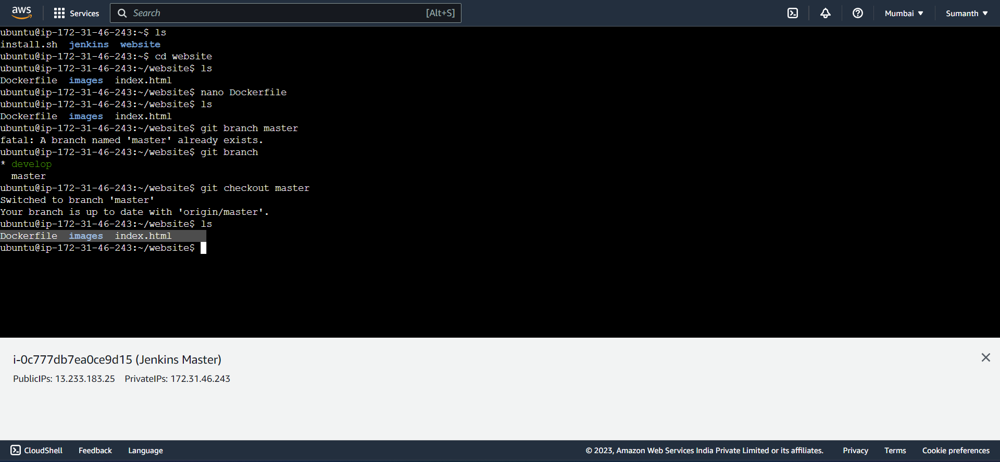 aws Services Search [Alt+S] Mumbai Sumanth
ubuntu@ip-172-31-46-243:~$ ls
install.sh  jenkins  website
ubuntu@ip-172-31-46-243:~$ cd website
ubuntu@ip-172-31-46-243:~/website$ ls
Dockerfile  images  index.html
ubuntu@ip-172-31-46-243:~/website$ nano Dockerfile
ubuntu@ip-172-31-46-243:~/website$ ls
Dockerfile  images  index.html
ubuntu@ip-172-31-46-243:~/website$ git branch master
fatal: A branch named 'master' already exists.
ubuntu@ip-172-31-46-243:~/website$ git branch
* develop
  master
ubuntu@ip-172-31-46-243:~/website$ git checkout master
Switched to branch 'master'
Your branch is up to date with 'origin/master'.
ubuntu@ip-172-31-46-243:~/website$ ls
Dockerfile  images  index.html
ubuntu@ip-172-31-46-243:~/website$
i-0c777db7ea0ce9d15 (Jenkins Master)
PublicIPs: 13.233.183.25 PrivateIPs: 172.31.46.243
CloudShell Feedback Language © 2023, Amazon Web Services India Private Limited or its affiliates. Privacy Terms Cookie preferences